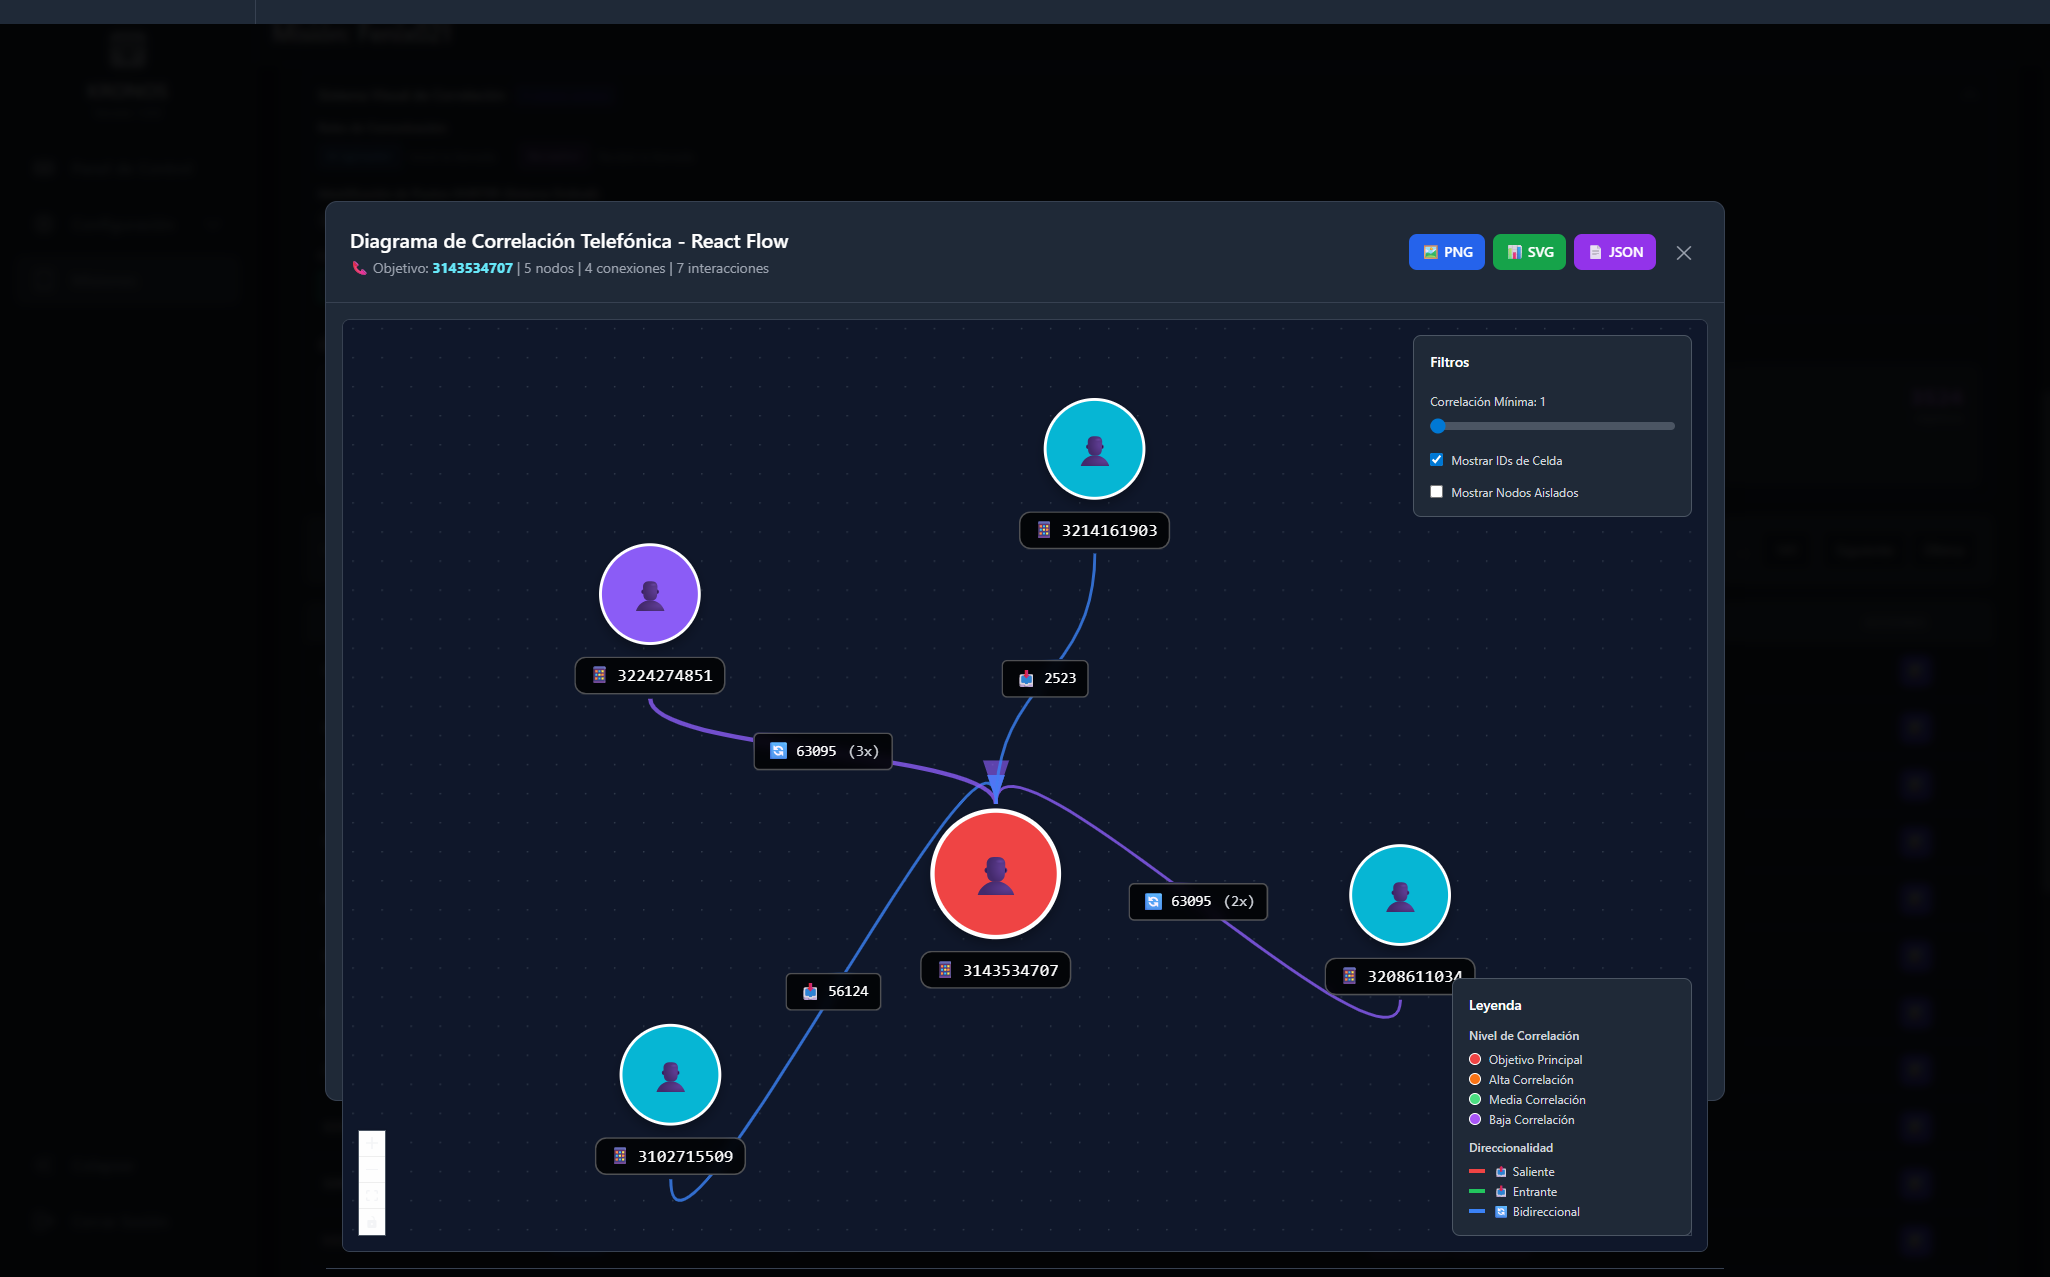 Diagrama de Correlación Telefónica - React Flow
Objetivo: 3143534707 | 5 nodos | 4 conexiones | 7 interacciones
PNG
SVG
JSON
Filtros
Correlación Mínima: 1
Mostrar IDs de Celda
Mostrar Nodos Aislados
3214161903
3224274851
2523
63095 (3x)
63095 (2x)
3143534707
3208611034
56124
3102715509
Leyenda
Nivel de Correlación
Objetivo Principal
Alta Correlación
Media Correlación
Baja Correlación
Direccionalidad
Saliente
Entrante
Bidireccional